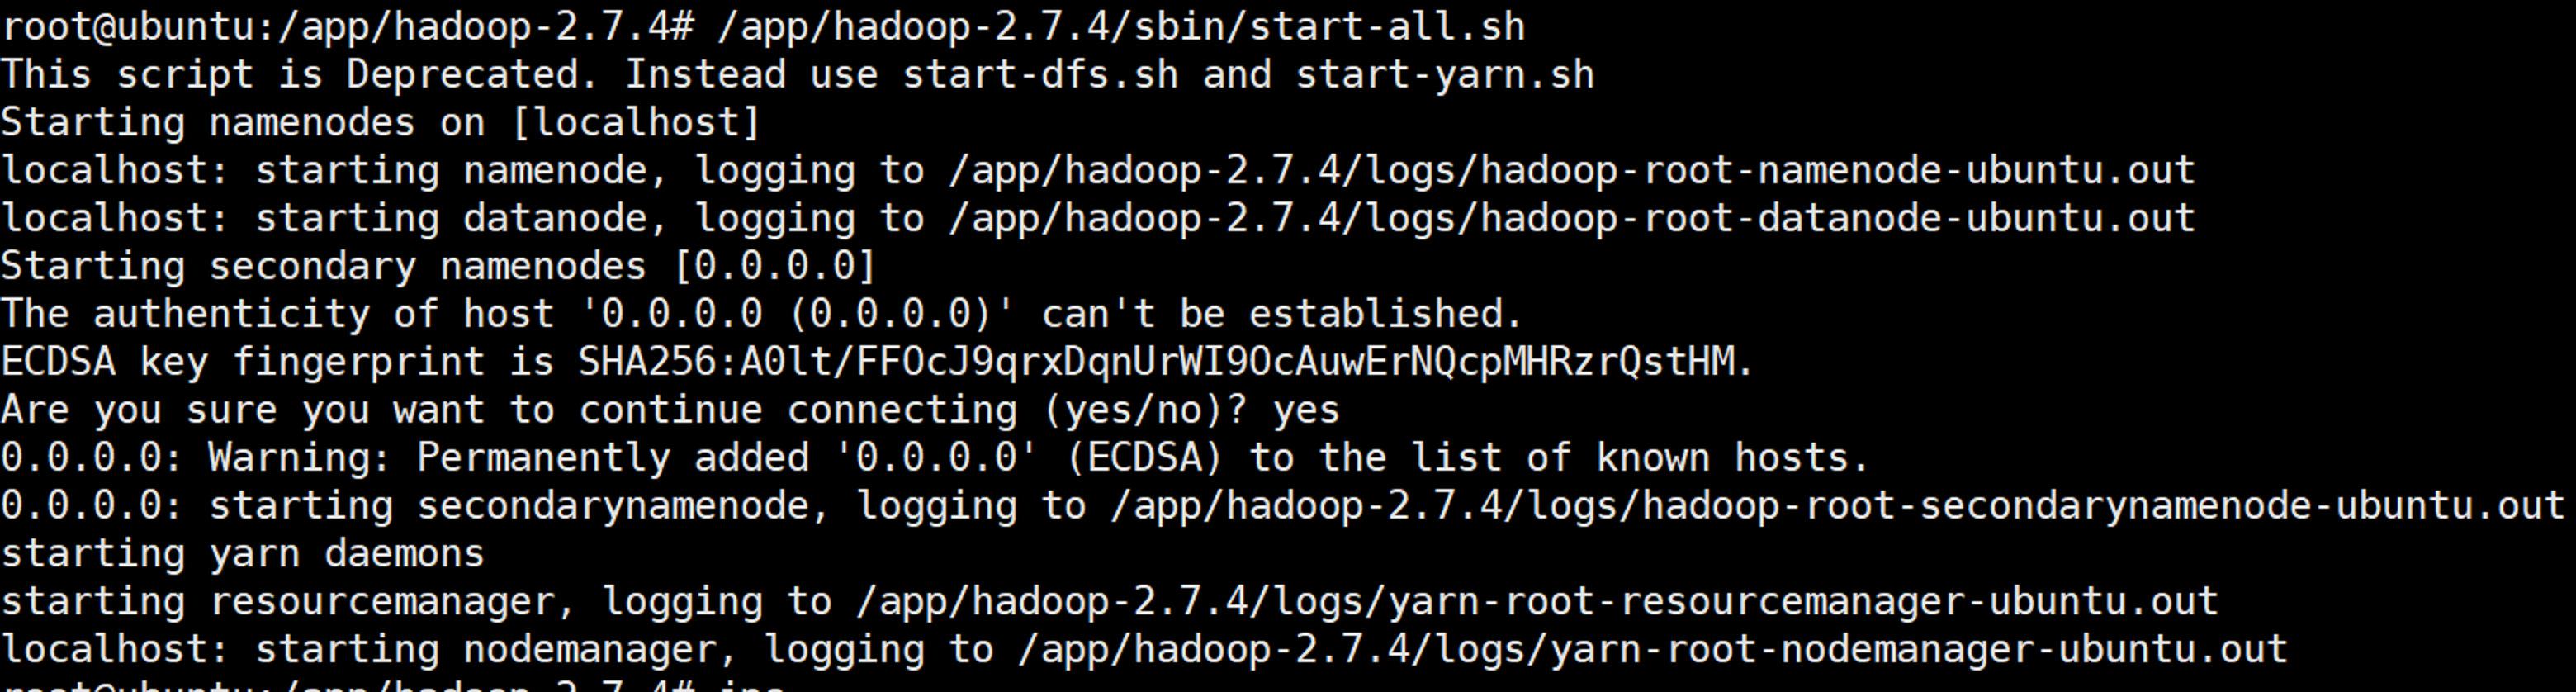 root@ubuntu:/app/hadoop-2.7.4# /app/hadoop-2.7.4/sbin/start-all.sh
This script is Deprecated. Instead use start-dfs.sh and start-yarn.sh
Starting namenodes on [localhost]
localhost: starting namenode, logging to /app/hadoop-2.7.4/logs/hadoop-root-namenode-ubuntu.out
localhost: starting datanode, logging to /app/hadoop-2.7.4/logs/hadoop-root-datanode-ubuntu.out
Starting secondary namenodes [0.0.0.0]
The authenticity of host '0.0.0.0 (0.0.0.0)' can't be established.
ECDSA key fingerprint is SHA256:A0lt/FFOcJ9qrxDqnUrWI9OcAuwErNQcpMHRzrQstHM.
Are you sure you want to continue connecting (yes/no)? yes
0.0.0.0: Warning: Permanently added '0.0.0.0' (ECDSA) to the list of known hosts.
0.0.0.0: starting secondarynamenode, logging to /app/hadoop-2.7.4/logs/hadoop-root-secondarynamenode-ubuntu.out
starting yarn daemons
starting resourcemanager, logging to /app/hadoop-2.7.4/logs/yarn-root-resourcemanager-ubuntu.out
localhost: starting nodemanager, logging to /app/hadoop-2.7.4/logs/yarn-root-nodemanager-ubuntu.out
root@ubuntu:/app/hadoop-2.7.4#